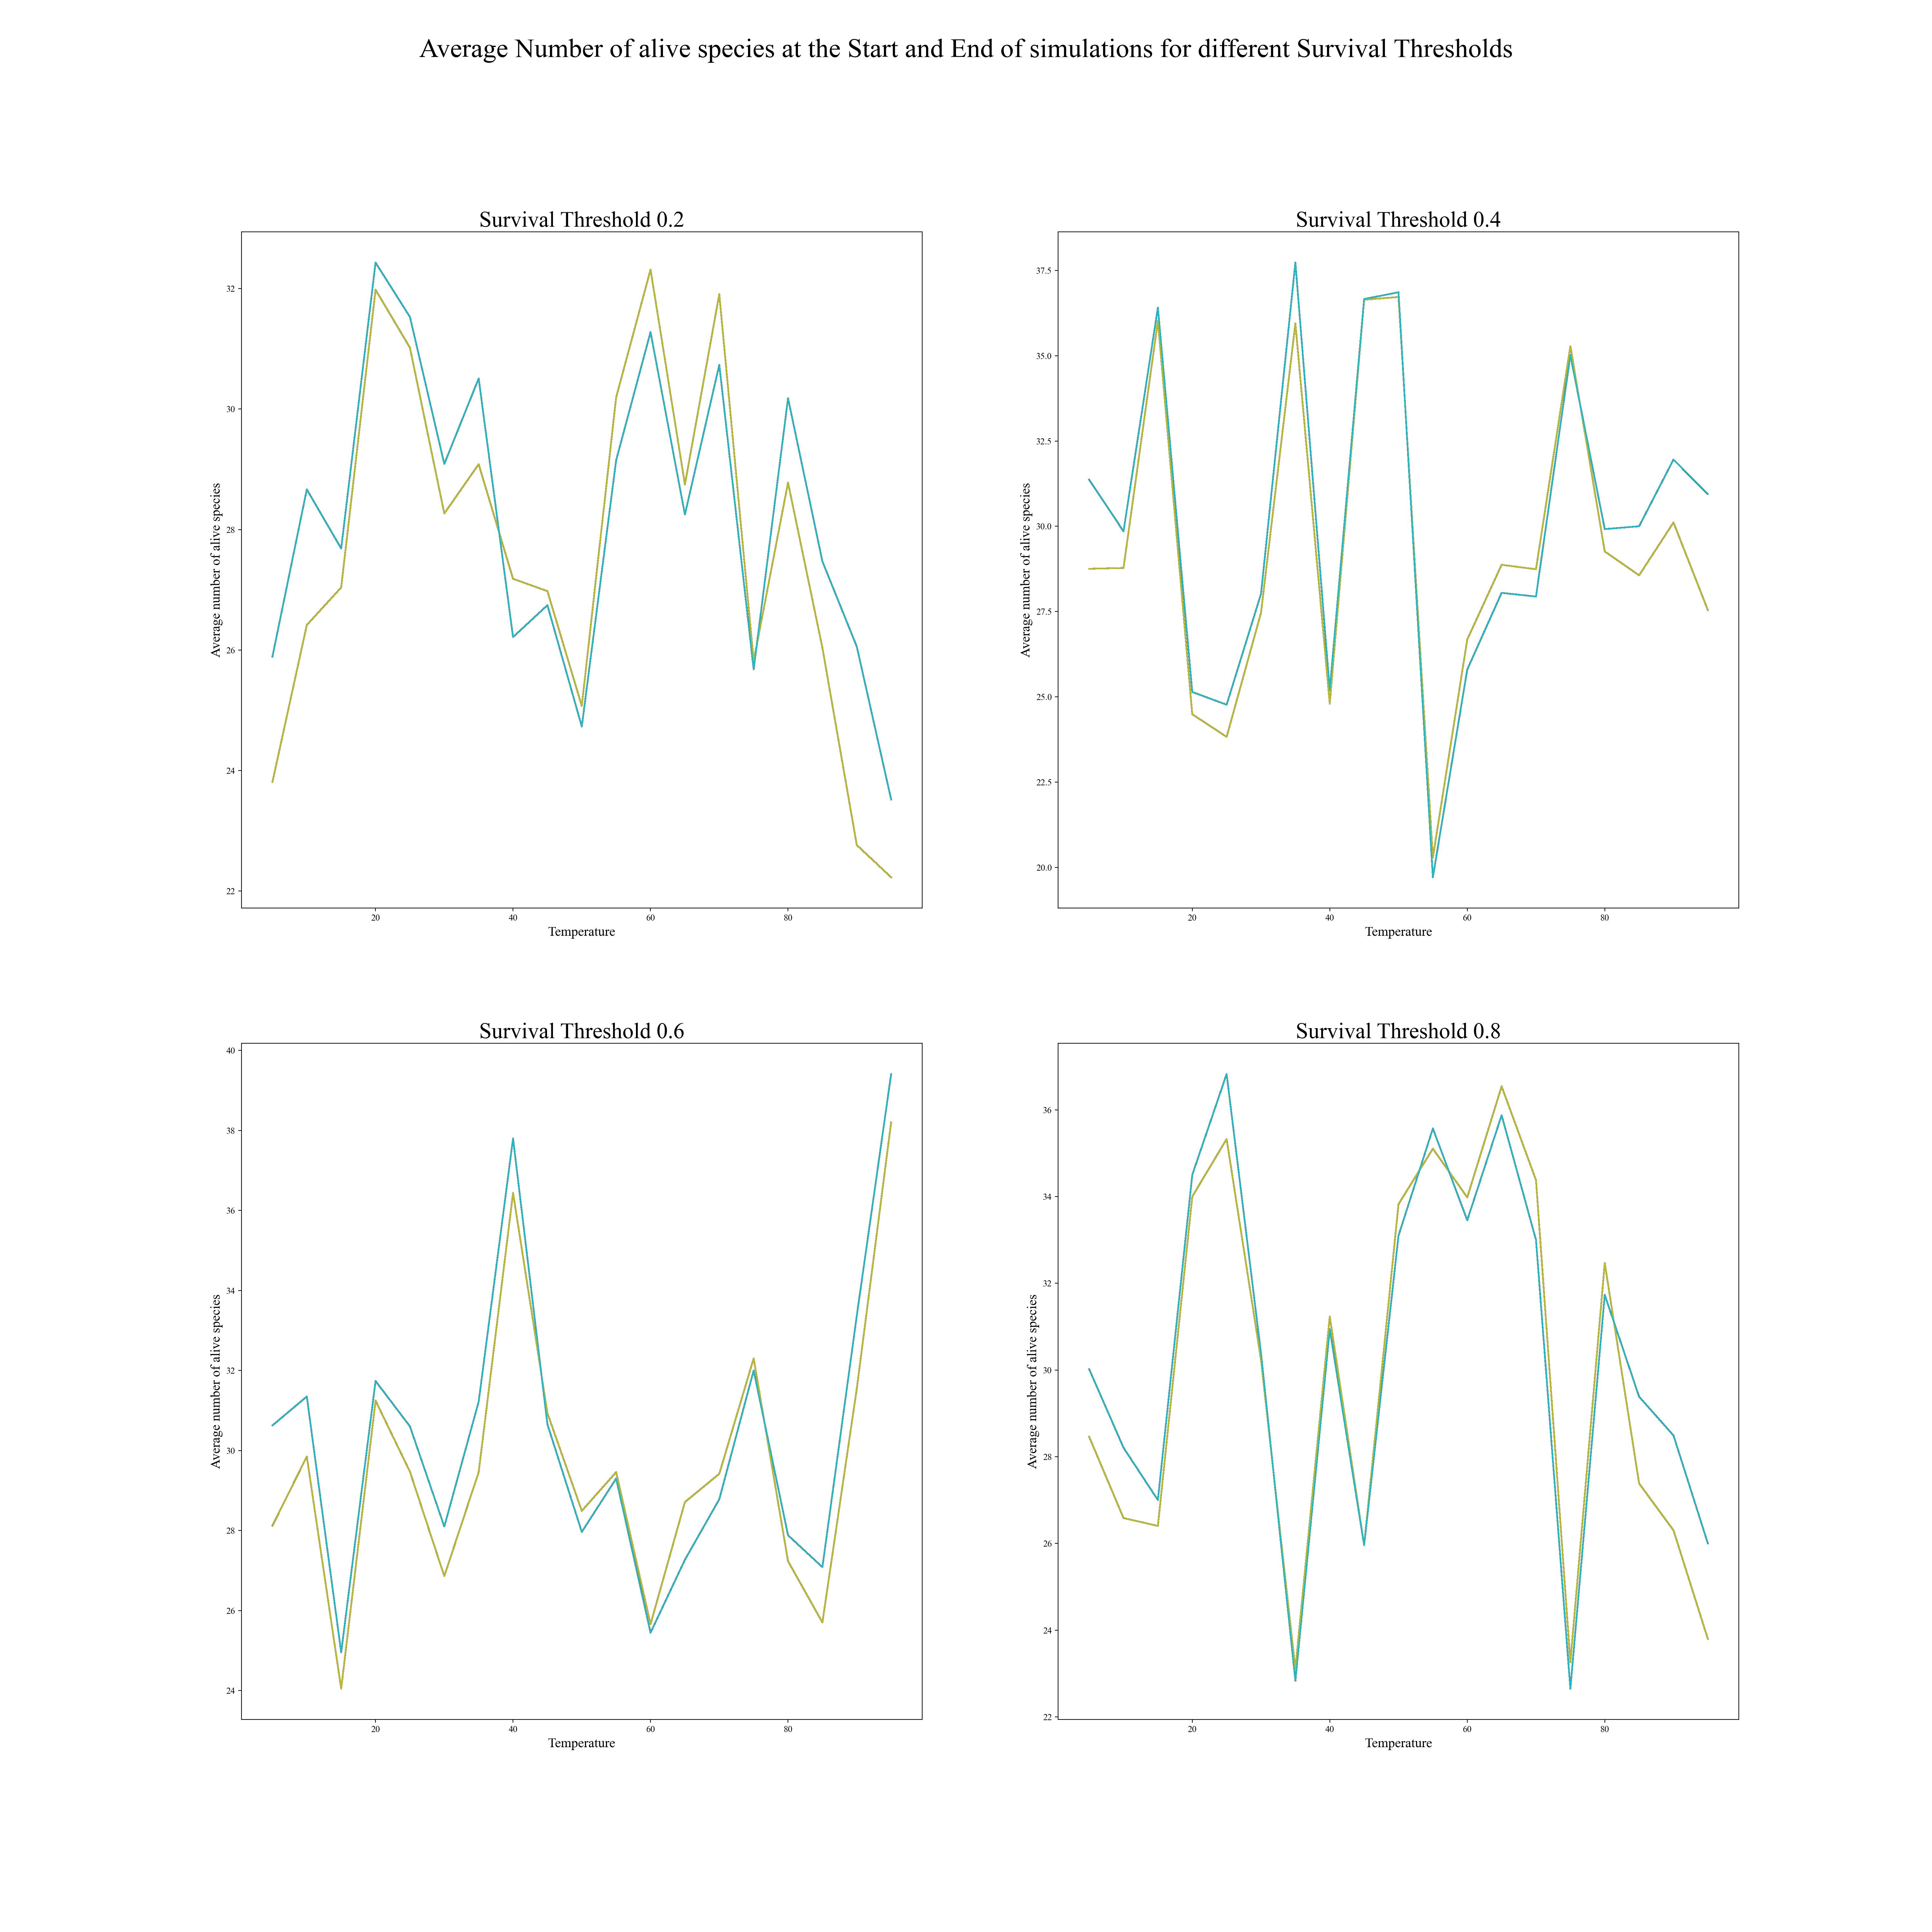 Average Number of alive species at the Start and End of simulations for different Survival Thresholds
Survival Threshold 0.2
32
30
28
26
24
22
Average number of alive species
20 40 60 80
Temperature
Survival Threshold 0.4
37.5
35.0
32.5
30.0
27.5
25.0
22.5
20.0
Average number of alive species
20 40 60 80
Temperature
Survival Threshold 0.6
40
38
36
34
32
30
28
26
24
Average number of alive species
20 40 60 80
Temperature
Survival Threshold 0.8
36
34
32
30
28
26
24
22
Average number of alive species
20 40 60 80
Temperature